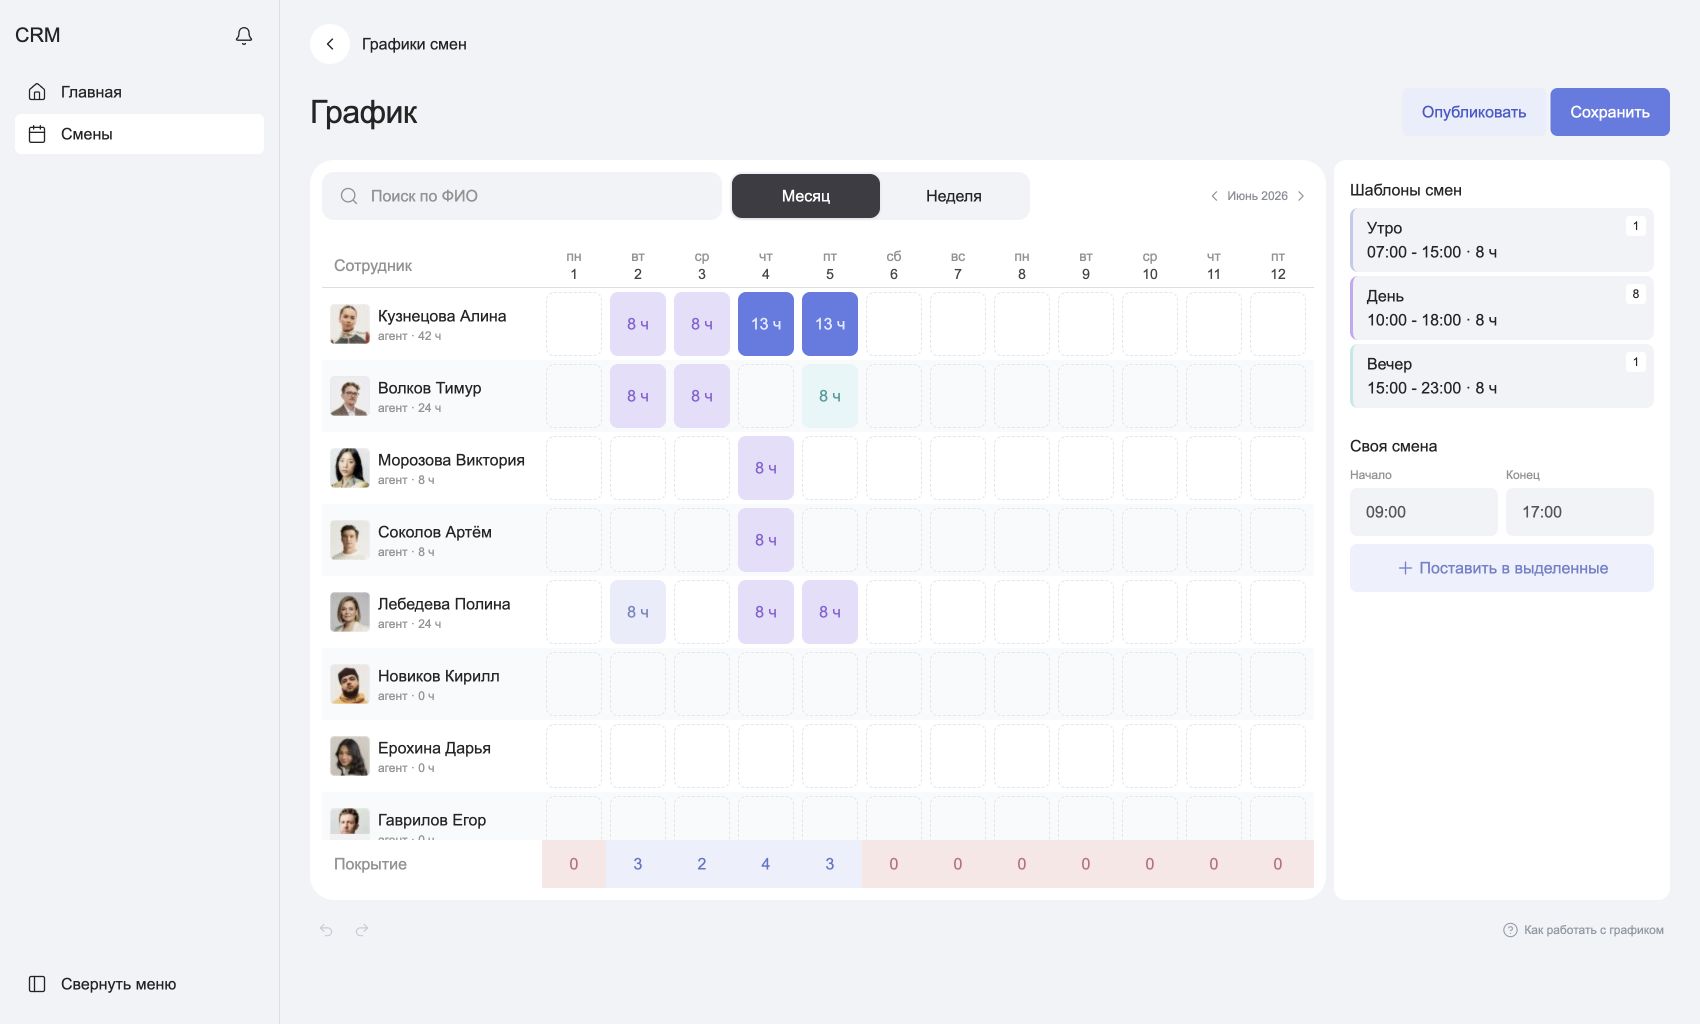 CRM
Главная
Смены
Свернуть меню
Графики смен
График
Опубликовать
Сохранить
Поиск по ФИО
Месяц
Неделя
Июнь 2026
Сотрудник
пн вт ср чт пт сб вс пн вт ср чт пт
1 2 3 4 5 6 7 8 9 10 11 12
Кузнецова Алина
агент · 42 ч
8 ч 8 ч 13 ч 13 ч
Волков Тимур
агент · 24 ч
8 ч 8 ч 8 ч
Морозова Виктория
агент · 8 ч
8 ч
Соколов Артём
агент · 8 ч
8 ч
Лебедева Полина
агент · 24 ч
8 ч 8 ч 8 ч
Новиков Кирилл
агент · 0 ч
Ерохина Дарья
агент · 0 ч
Гаврилов Егор
агент · 0 ч
Покрытие 0 3 2 4 3 0 0 0 0 0 0 0
Шаблоны смен
Утро 1
07:00 - 15:00 · 8 ч
День 8
10:00 - 18:00 · 8 ч
Вечер 1
15:00 - 23:00 · 8 ч
Своя смена
Начало Конец
09:00 17:00
Поставить в выделенные
Как работать с графиком